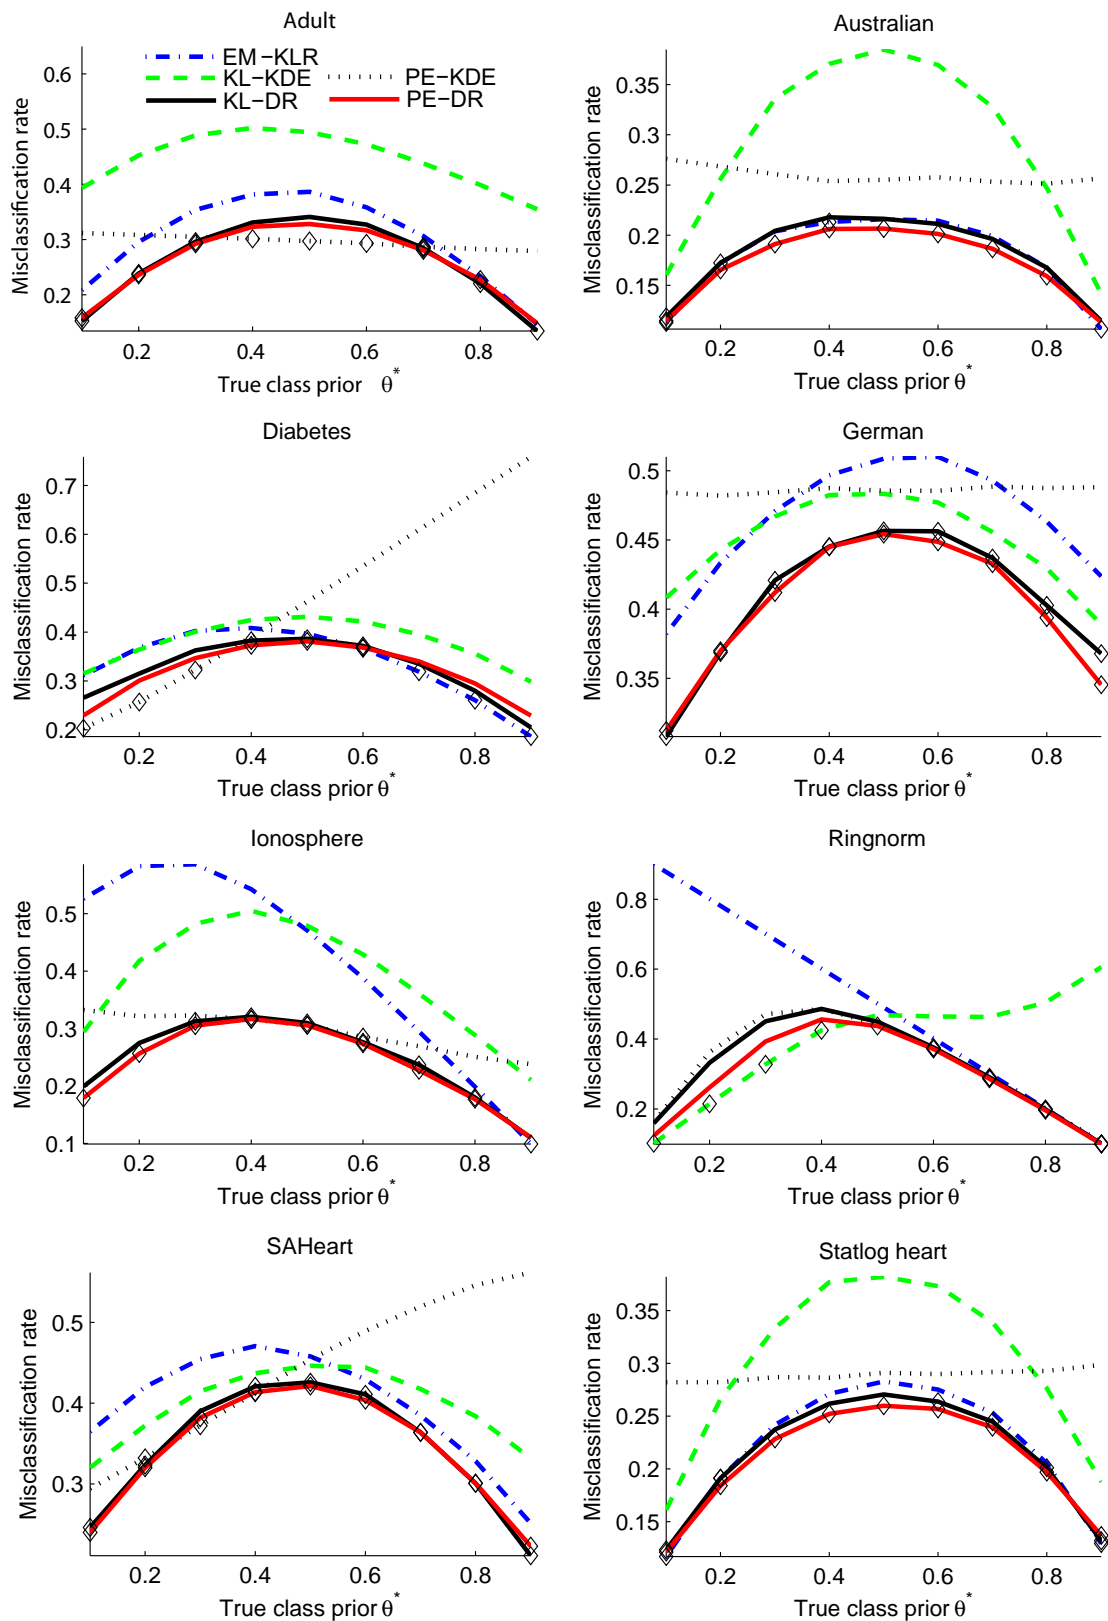 Adult
Misclassification rate
0.6
0.5
0.4
0.3
0.2
EM-KLR
KL-KDE
KL-DR
PE-KDE
PE-DR
0.2 0.4 0.6 0.8
True class prior θ*
Australian
Misclassification rate
0.35
0.3
0.25
0.2
0.15
0.2 0.4 0.6 0.8
True class prior θ*
Diabetes
Misclassification rate
0.7
0.6
0.5
0.4
0.3
0.2
0.2 0.4 0.6 0.8
True class prior θ*
German
Misclassification rate
0.5
0.45
0.4
0.35
0.2 0.4 0.6 0.8
True class prior θ*
Ionosphere
Misclassification rate
0.5
0.4
0.3
0.2
0.1
0.2 0.4 0.6 0.8
True class prior θ*
Ringnorm
Misclassification rate
0.8
0.6
0.4
0.2
0.2 0.4 0.6 0.8
True class prior θ*
SAHeart
Misclassification rate
0.5
0.4
0.3
0.2 0.4 0.6 0.8
True class prior θ*
Statlog heart
Misclassification rate
0.35
0.3
0.25
0.2
0.15
0.2 0.4 0.6 0.8
True class prior θ*